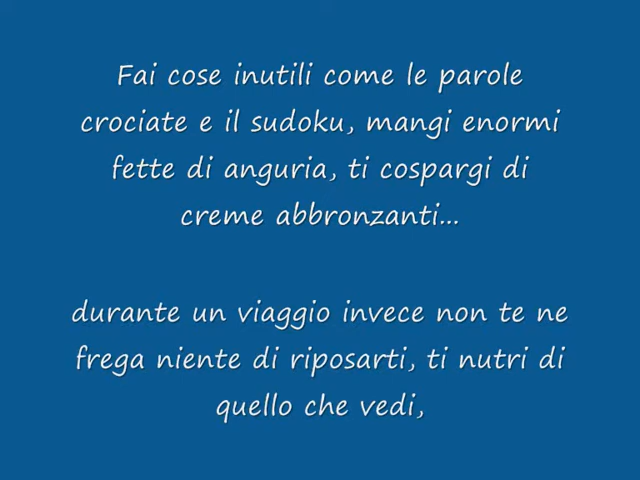 Fai cose inutili come le parole
crociate e il sudoku, mangi enormi
fette di anguria, ti cospargi di
creme abbronzanti...
durante un viaggio invece non te ne
frega niente di riposarti, ti nutri di
quello che vedi,